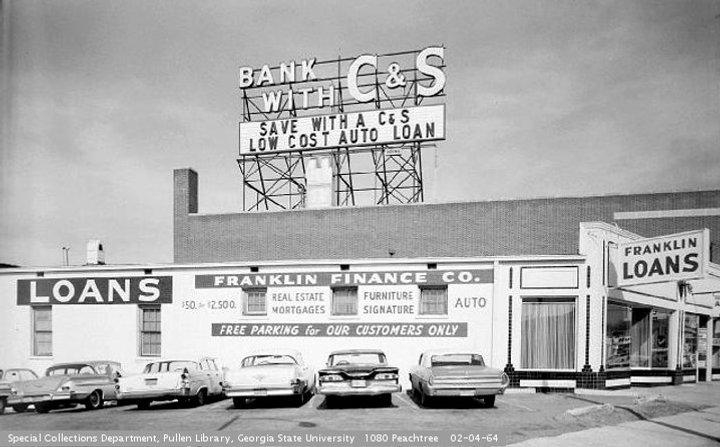 BANK
WITH
C&S
SAVE WITH A C&S
LOW COST AUTO LOAN
FRANKLIN
LOANS
LOANS
FRANKLIN FINANCE CO.
$50. to $2,500.
REAL ESTATE
MORTGAGES
FURNITURE
SIGNATURE
AUTO
FREE PARKING for OUR CUSTOMERS ONLY
Special Collections Department, Pullen Library, Georgia State University 1080 Peachtree 02-04-64